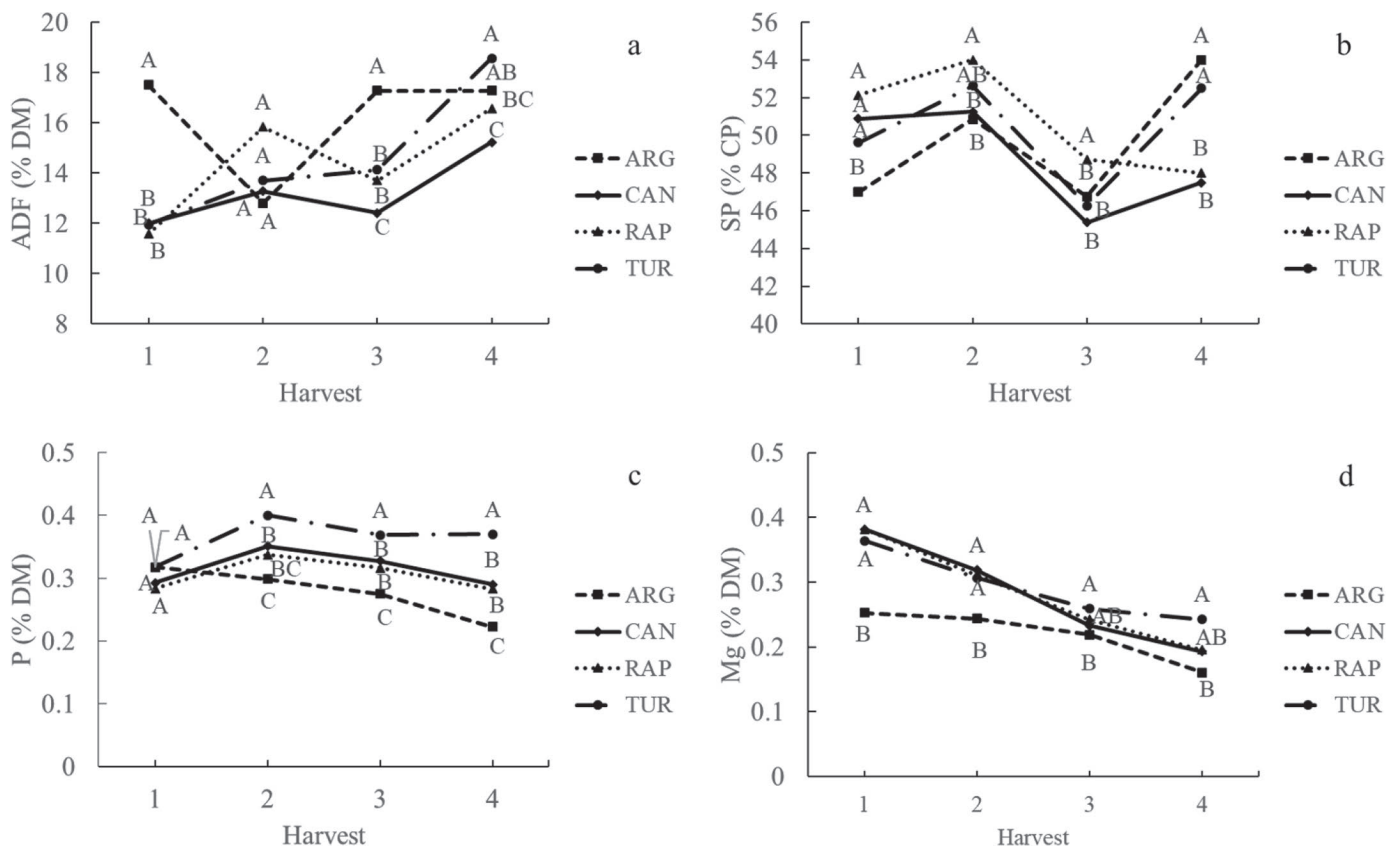 a
ADF (% DM)
20
18
16
14
12
10
8
A
B
B
B
A
A
A
A
A
B
B
C
A
AB
BC
C
1 2 3 4
Harvest
ARG
CAN
RAP
TUR
b
SP (% CP)
56
54
52
50
48
46
44
42
40
A
A
A
B
A
AB
B
B
A
B
B
B
A
A
B
B
1 2 3 4
Harvest
ARG
CAN
RAP
TUR
c
P (% DM)
0.5
0.4
0.3
0.2
0.1
0
A
A
A
A
A
B
BC
C
A
B
B
C
A
B
B
C
1 2 3 4
Harvest
ARG
CAN
RAP
TUR
d
Mg (% DM)
0.5
0.4
0.3
0.2
0.1
0
A
A
B
A
A
B
A
AB
B
A
AB
B
1 2 3 4
Harvest
ARG
CAN
RAP
TUR